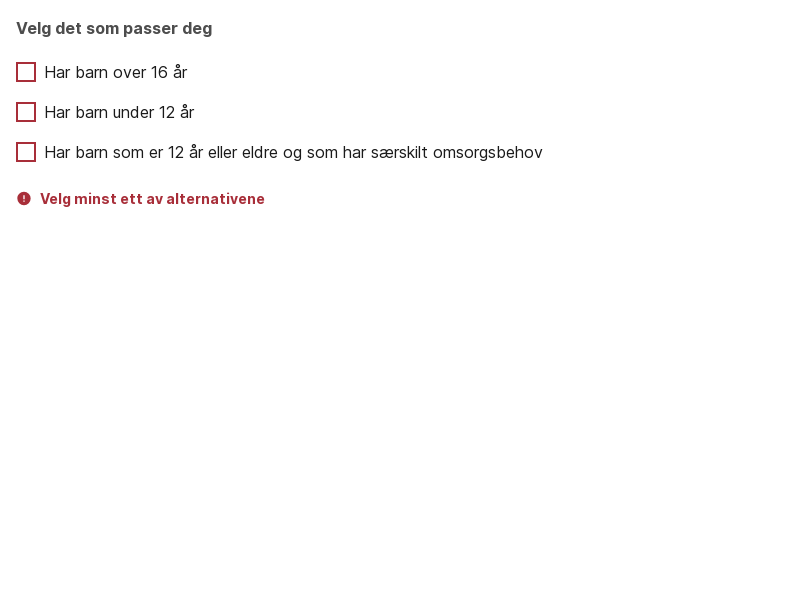 Velg det som passer deg
Har barn over 16 år
Har barn under 12 år
Har barn som er 12 år eller eldre og som har særskilt omsorgsbehov
Velg minst ett av alternativene